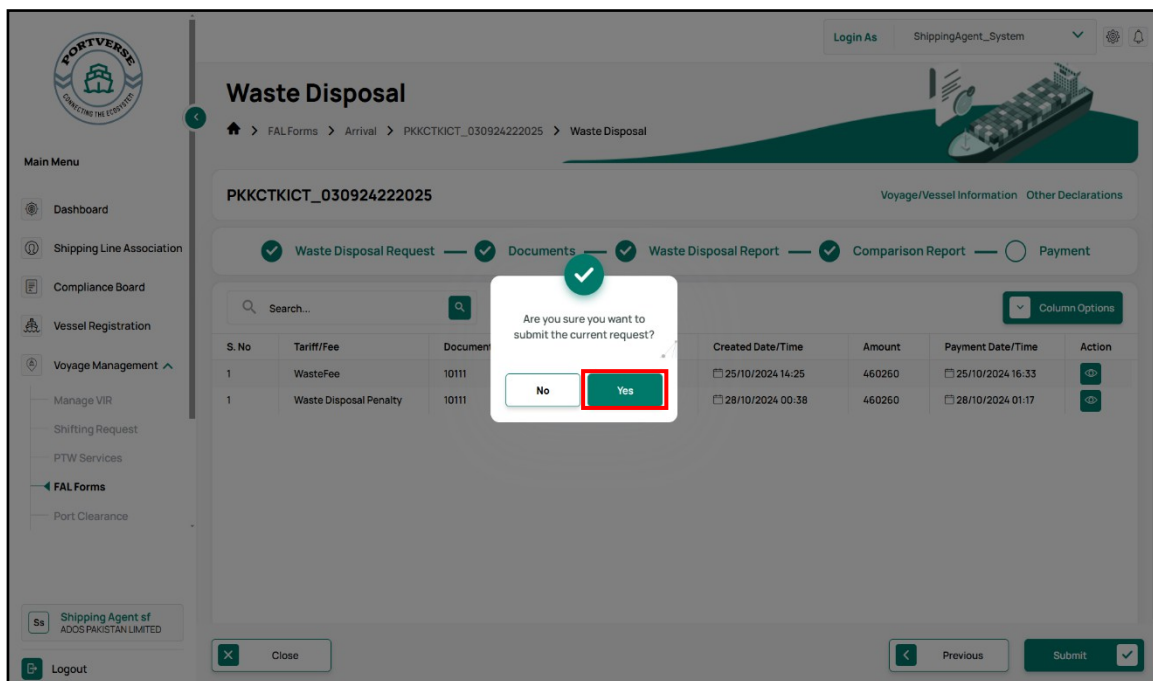 PORTVERSE
CONNECTING THE ECOSYSTEM
Login As ShippingAgent_System
Waste Disposal
> FAL Forms > Arrival > PKKCTKICT_030924222025 > Waste Disposal
Main Menu
Dashboard
Shipping Line Association
Compliance Board
Vessel Registration
Voyage Management
Manage VIR
Shifting Request
PTW Services
FAL Forms
Port Clearance
Ss Shipping Agent sf
ADOS PAKISTAN LIMITED
Logout
PKKCTKICT_030924222025 Voyage/Vessel Information Other Declarations
Waste Disposal Request Documents Waste Disposal Report Comparison Report Payment
Search... Column Options
Are you sure you want to
submit the current request?
No Yes
S. No Tariff/Fee Document Created Date/Time Amount Payment Date/Time Action
1 WasteFee 10111 25/10/2024 14:25 460260 25/10/2024 16:33
1 Waste Disposal Penalty 10111 28/10/2024 00:38 460260 28/10/2024 01:17
Close Previous Submit